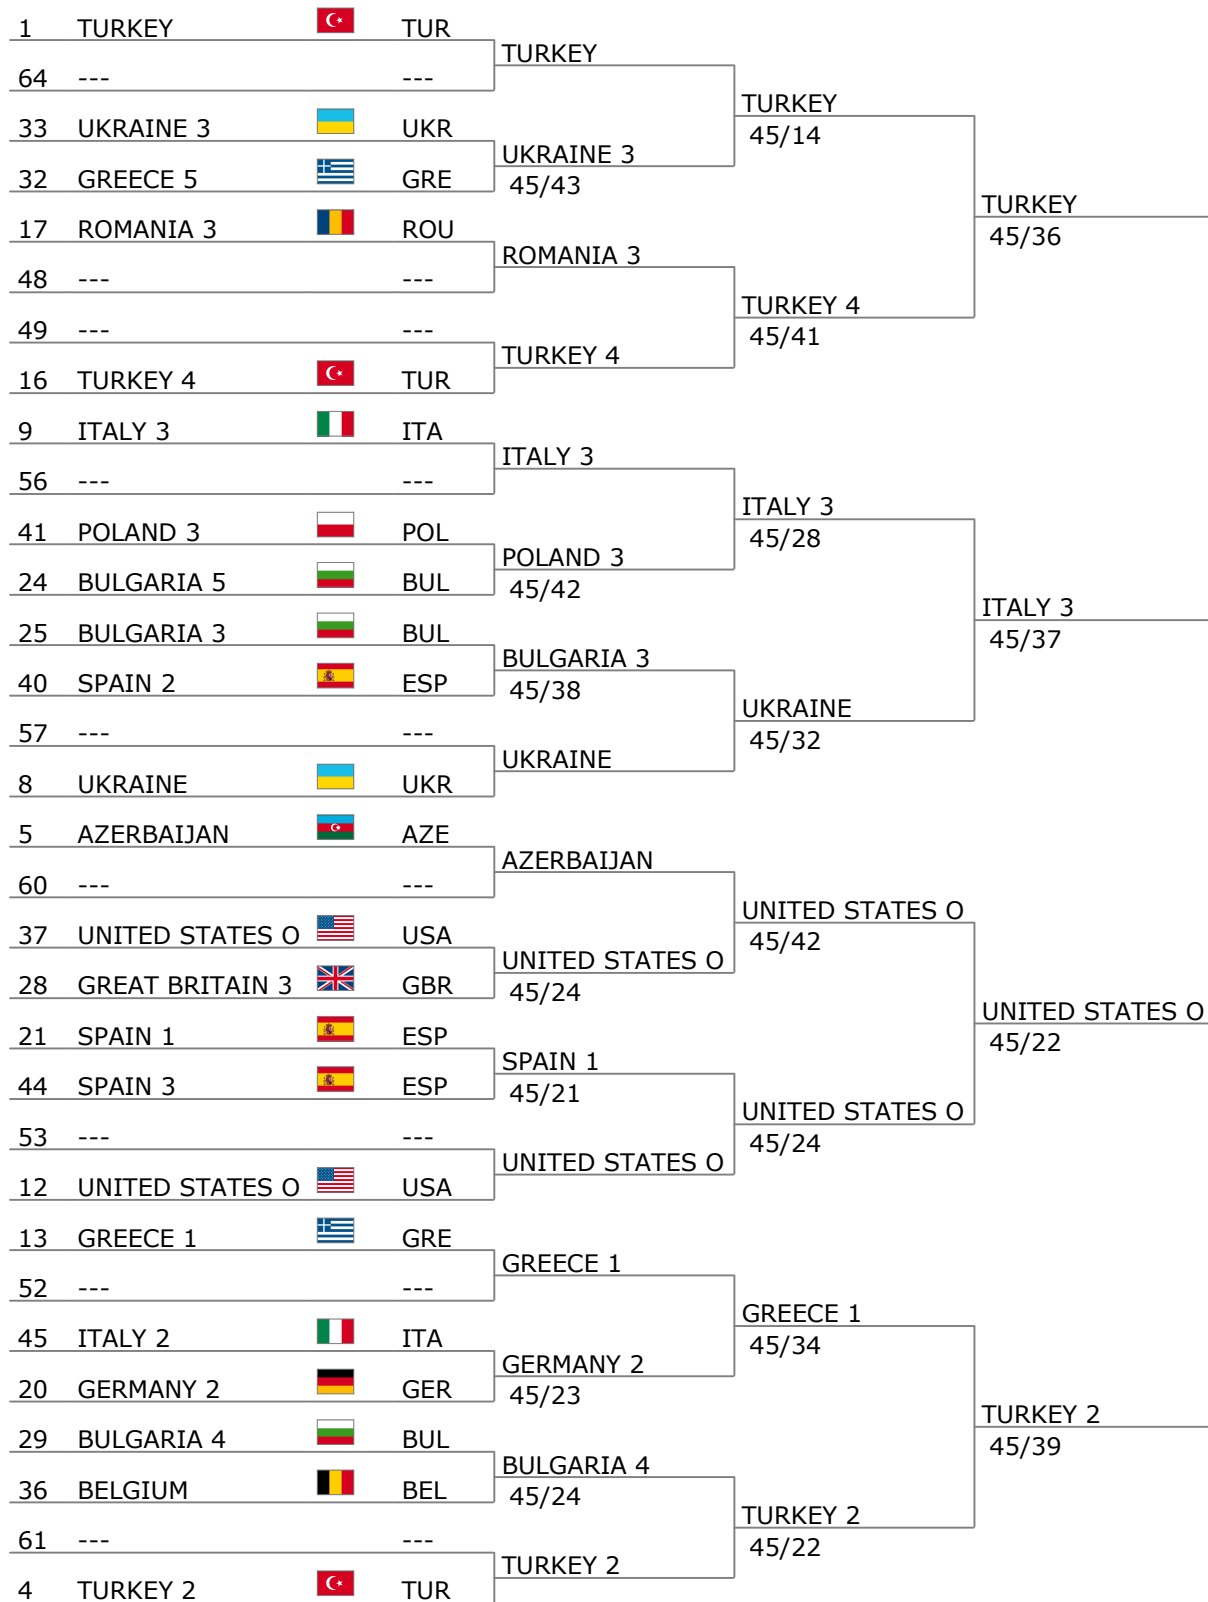 1 TURKEY TUR
TURKEY
64 --- ---
TURKEY
45/14
33 UKRAINE 3 UKR
UKRAINE 3
45/43
32 GREECE 5 GRE
TURKEY
45/36
17 ROMANIA 3 ROU
ROMANIA 3
48 --- ---
TURKEY 4
45/41
49 --- ---
TURKEY 4
16 TURKEY 4 TUR
9 ITALY 3 ITA
ITALY 3
56 --- ---
ITALY 3
45/28
41 POLAND 3 POL
POLAND 3
45/42
24 BULGARIA 5 BUL
ITALY 3
45/37
25 BULGARIA 3 BUL
BULGARIA 3
45/38
40 SPAIN 2 ESP
UKRAINE
45/32
57 --- ---
UKRAINE
8 UKRAINE UKR
5 AZERBAIJAN AZE
AZERBAIJAN
60 --- ---
UNITED STATES O
45/42
37 UNITED STATES O USA
UNITED STATES O
45/24
28 GREAT BRITAIN 3 GBR
UNITED STATES O
45/22
21 SPAIN 1 ESP
SPAIN 1
45/21
44 SPAIN 3 ESP
UNITED STATES O
45/24
53 --- ---
UNITED STATES O
12 UNITED STATES O USA
13 GREECE 1 GRE
GREECE 1
52 --- ---
GREECE 1
45/34
45 ITALY 2 ITA
GERMANY 2
45/23
20 GERMANY 2 GER
TURKEY 2
45/39
29 BULGARIA 4 BUL
BULGARIA 4
45/24
36 BELGIUM BEL
TURKEY 2
45/22
61 --- ---
TURKEY 2
4 TURKEY 2 TUR